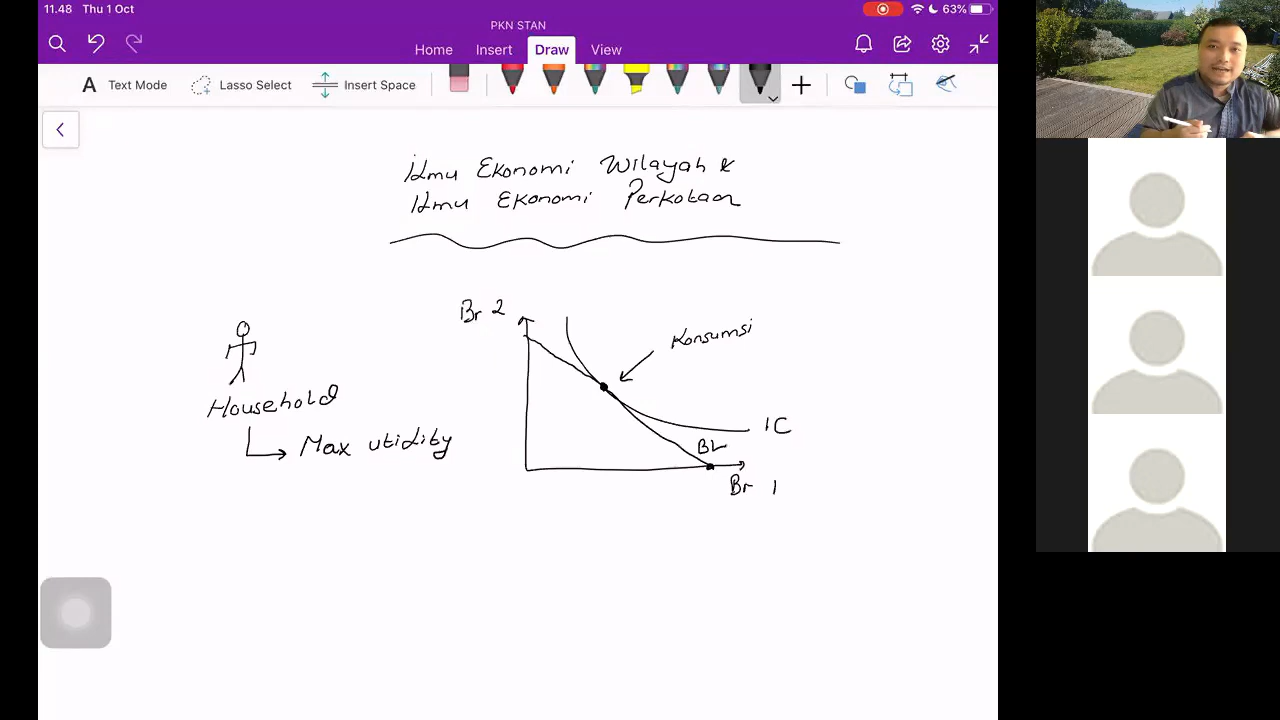 11.48 Thu 1 Oct
63%
PKN STAN
Home Insert Draw View
Text Mode Lasso Select Insert Space
Ilmu Ekonomi Wilayah &
Ilmu Ekonomi Perkotaan
Br 2
Konsumsi
Household
Max utility
IC
BL
Br 1